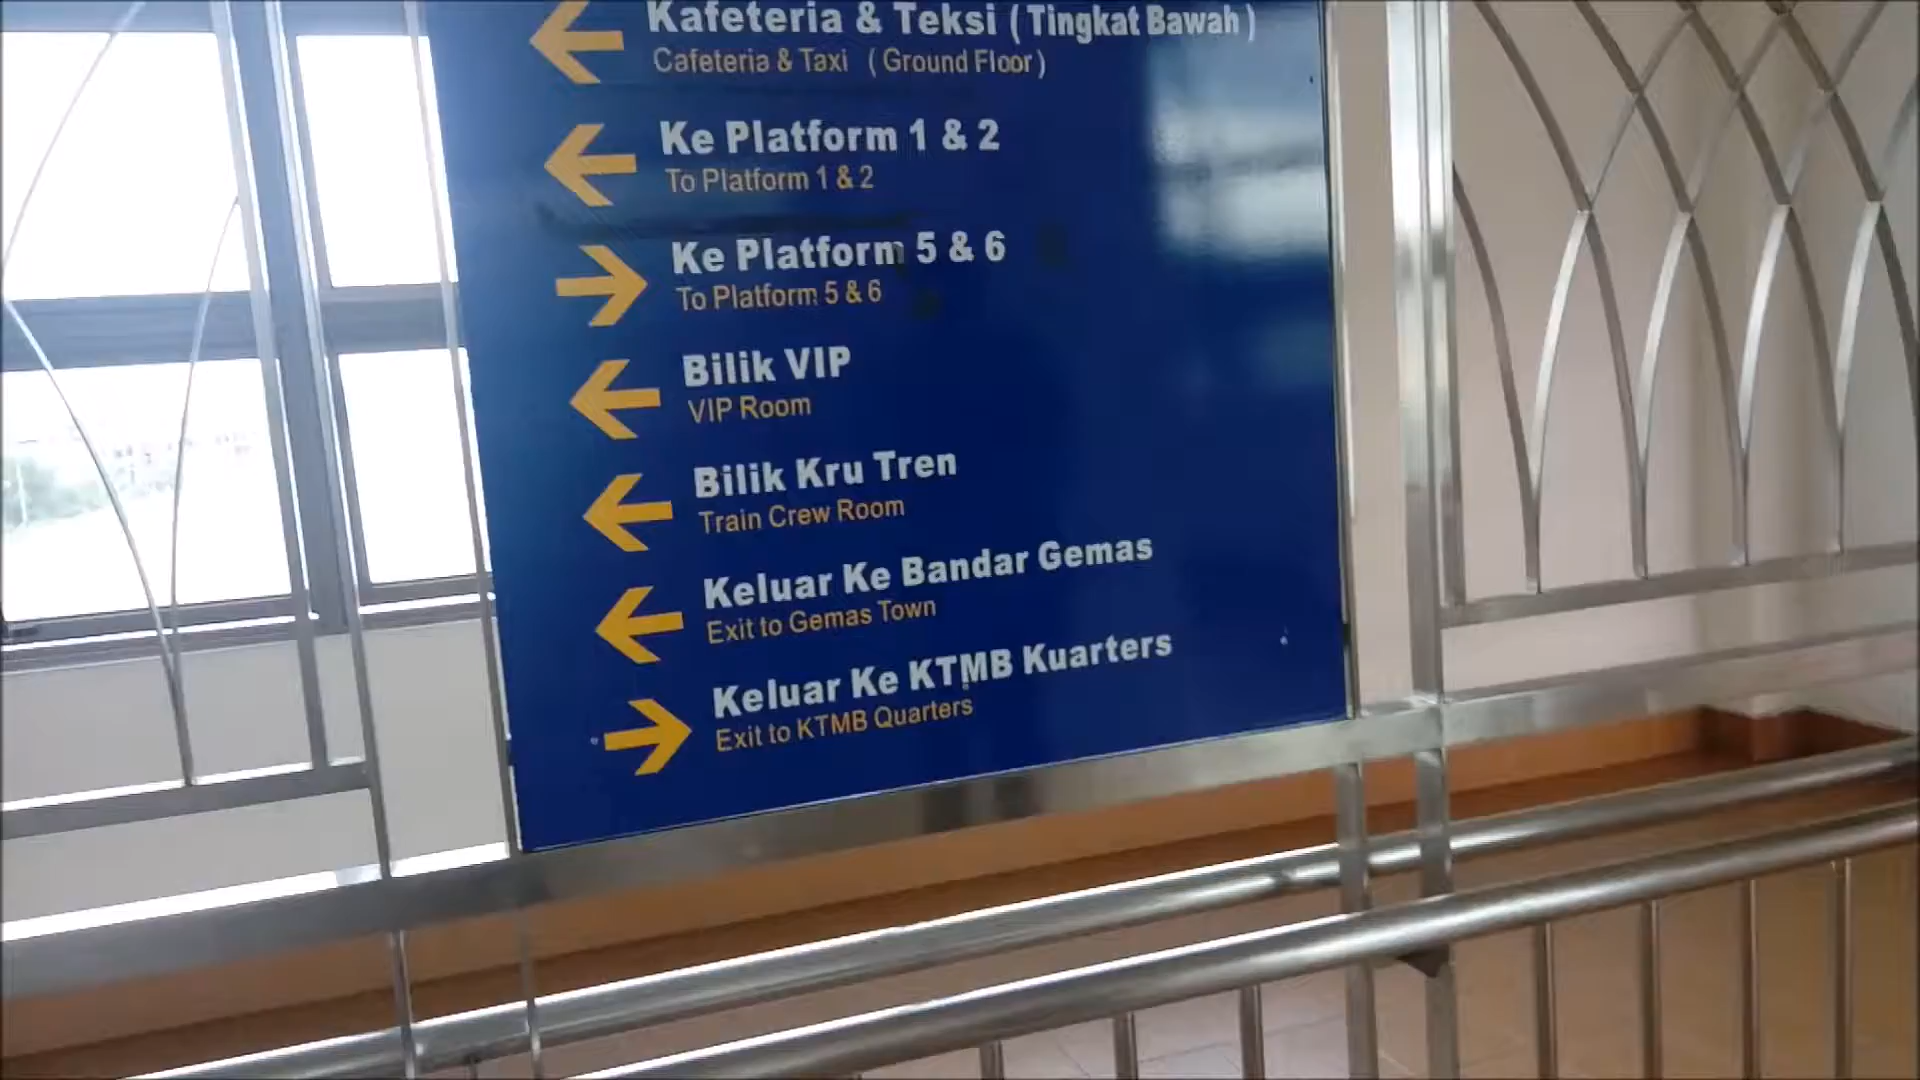 Kafeteria & Teksi ( Tingkat Bawah )
Cafeteria & Taxi ( Ground Floor )
Ke Platform 1 & 2
To Platform 1 & 2
Ke Platform 5 & 6
To Platform 5 & 6
Bilik VIP
VIP Room
Bilik Kru Tren
Train Crew Room
Keluar Ke Bandar Gemas
Exit to Gemas Town
Keluar Ke KTMB Kuarters
Exit to KTMB Quarters